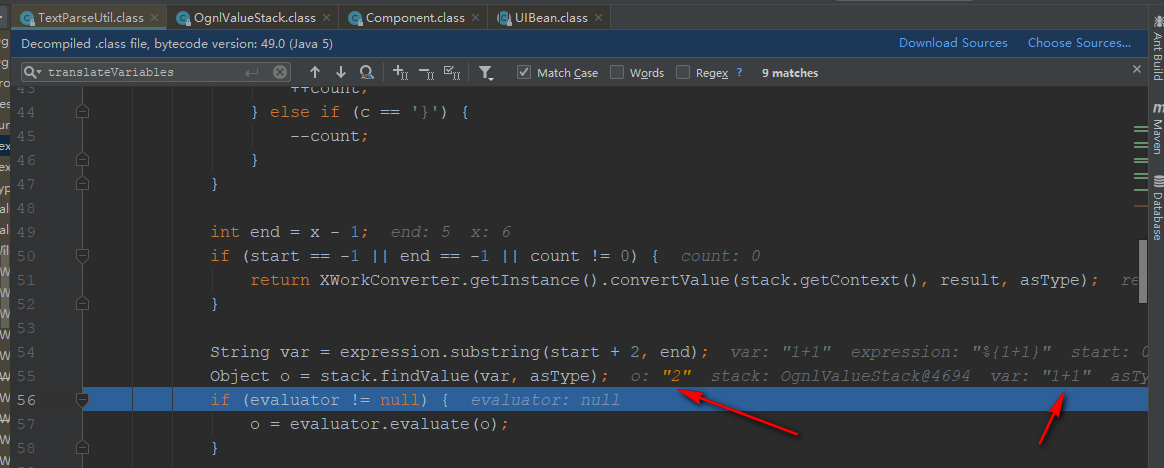 TextParseUtil.class × OgnlValueStack.class × Component.class × UIBean.class ×
Decompiled .class file, bytecode version: 49.0 (Java 5) Download Sources Choose Sources...
translateVariables Match Case Words Regex ? 9 matches
43 ++count;
44 } else if (c == '}') {
45 --count;
46 }
47 }
48
49 int end = x - 1; end: 5 x: 6
50 if (start == -1 || end == -1 || count != 0) { count: 0
51 return XWorkConverter.getInstance().convertValue(stack.getContext(), result, asType); re
52 }
53
54 String var = expression.substring(start + 2, end); var: "1+1" expression: "%{1+1}" start: 0
55 Object o = stack.findValue(var, asType); o: "2" stack: OgnlValueStack@4694 var: "1+1" asTy
56 if (evaluator != null) { evaluator: null
57 o = evaluator.evaluate(o);
58 }
Ant Build
Maven
Database